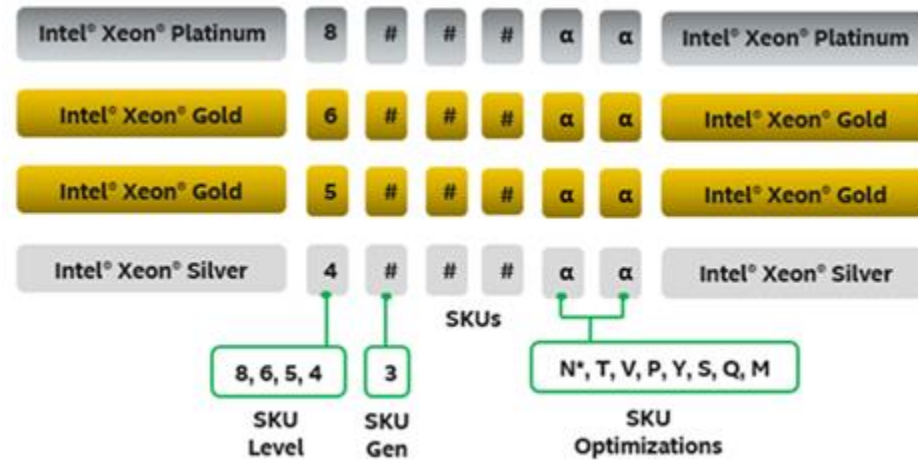 Intel® Xeon® Platinum 8 # # # α α Intel® Xeon® Platinum
Intel® Xeon® Gold 6 # # # α α Intel® Xeon® Gold
Intel® Xeon® Gold 5 # # # α α Intel® Xeon® Gold
Intel® Xeon® Silver 4 # # # α α Intel® Xeon® Silver
SKUs
8, 6, 5, 4
3
N*, T, V, P, Y, S, Q, M
SKU
Level
SKU
Gen
SKU
Optimizations